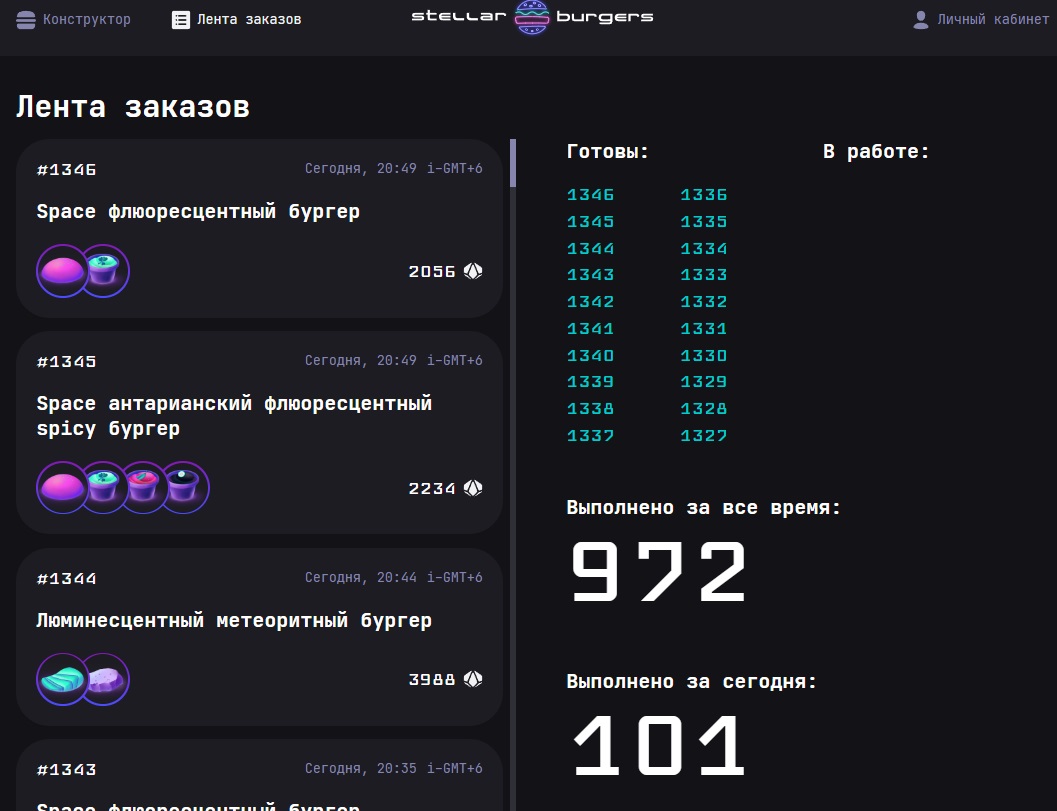 Конструктор
Лента заказов
stellar burgers
Личный кабинет
Лента заказов
#1346
Сегодня, 20:49 i-GMT+6
Space флюоресцентный бургер
2056
#1345
Сегодня, 20:49 i-GMT+6
Space антарианский флюоресцентный
spicy бургер
2234
#1344
Сегодня, 20:44 i-GMT+6
Люминесцентный метеоритный бургер
3988
#1343
Сегодня, 20:35 i-GMT+6
Space флюоресцентный бургер
Готовы:
1346
1345
1344
1343
1342
1341
1340
1339
1338
1337
1336
1335
1334
1333
1332
1331
1330
1329
1328
1327
В работе:
Выполнено за все время:
972
Выполнено за сегодня:
101